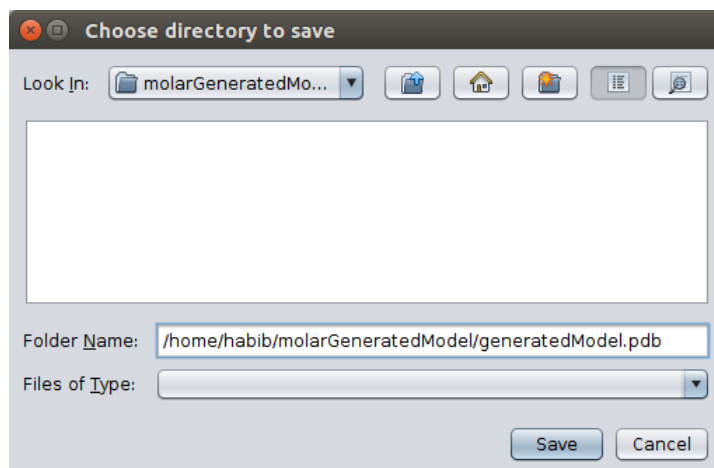 Choose directory to save
Look In: molarGeneratedMo...
Folder Name: /home/habib/molarGeneratedModel/generatedModel.pdb
Files of Type:
Save Cancel